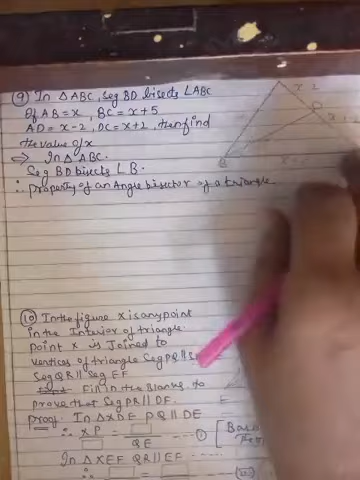 ⑨ In △ABC, seg BD bisects ∠ABC
If AB = x, BC = x+5
AD = x-2, DC = x+2, then find
the value of x
⇒ In △ABC.
Seg BD bisects ∠B.
∴ Property of an Angle bisector of a triangle
x-2
D
x+2
B
⑩ In the figure X is any point
in the Interior of triangle.
point X is Joined to
vertices of triangle Seg PQ ||
Seg QR || Seg EF
Fill in the Blanks to
prove that Seg PR || DF.
Proof: In △XDE PQ || DE
∴ XP
QE
---- ①
In △XEF QR || EF ----
∴ =
E